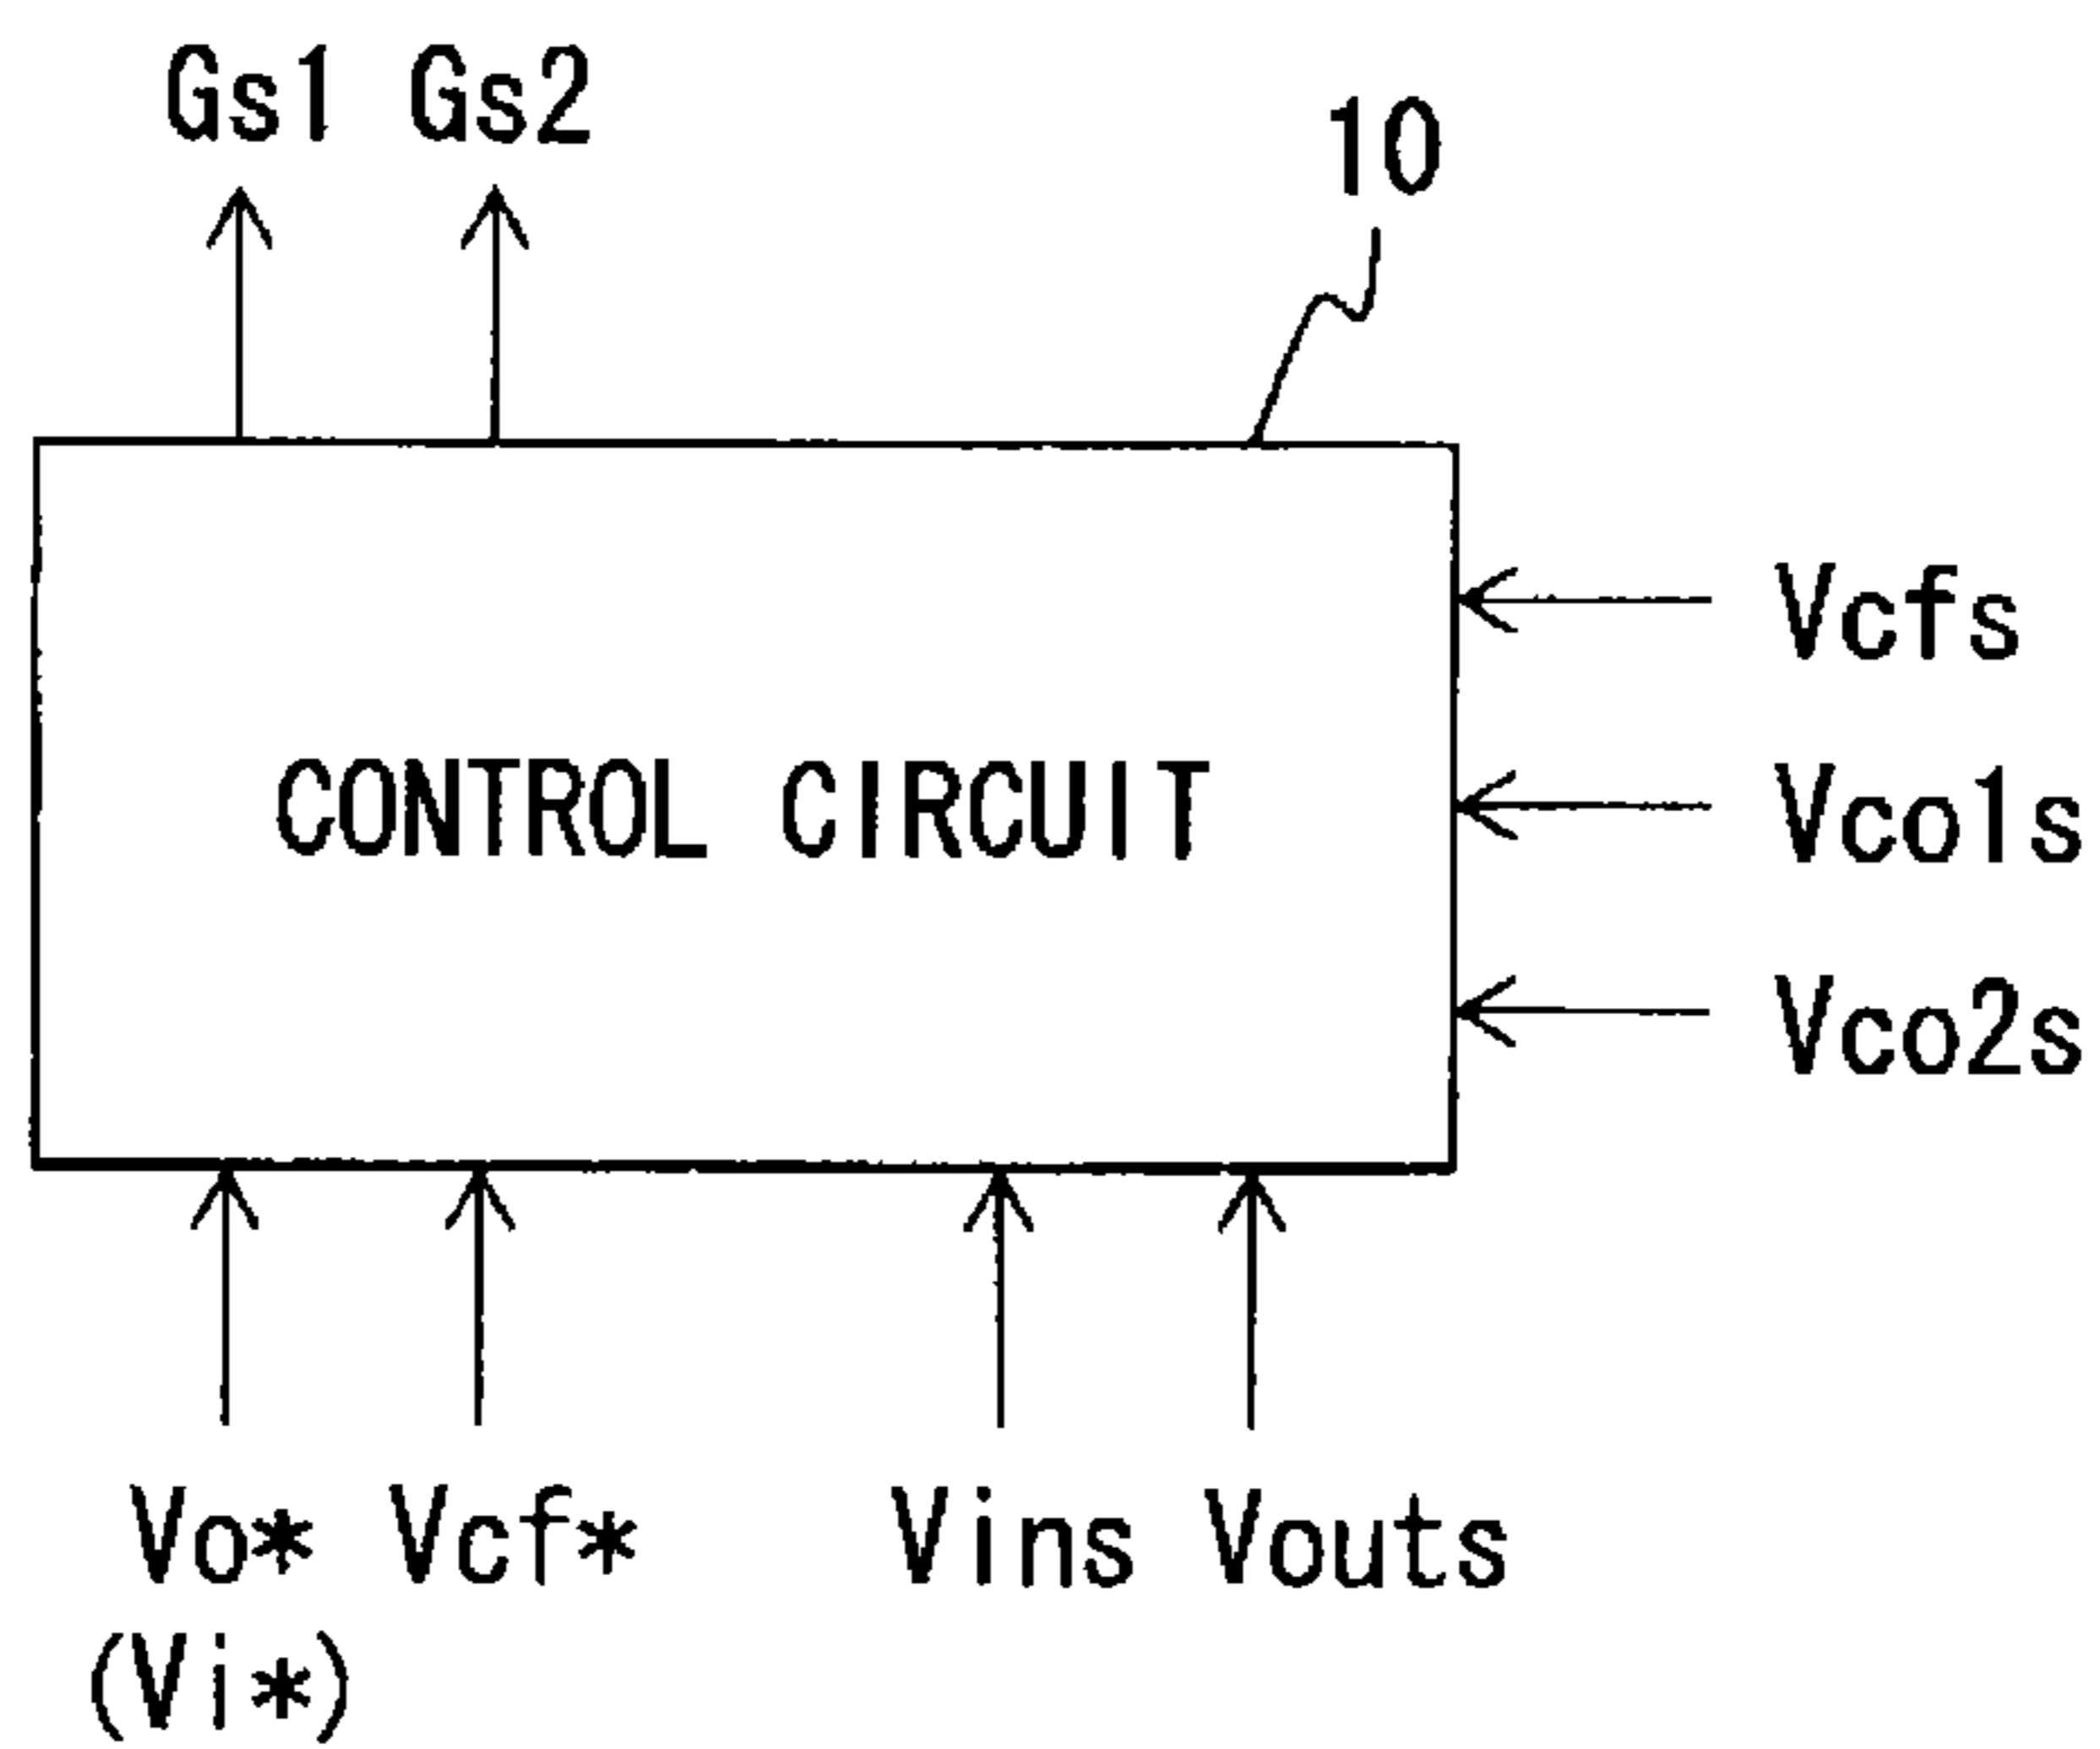 Gs1 Gs2
10
Vcfs
CONTROL CIRCUIT
Vco1s
Vco2s
Vo* Vcf* Vins Vouts
(Vi*)